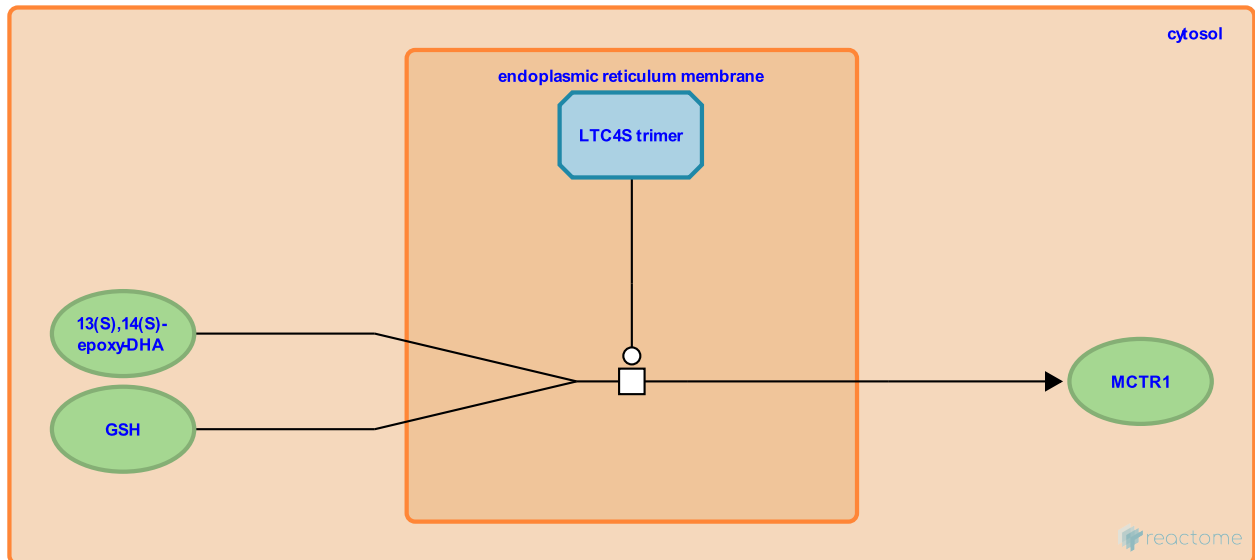 cytosol
endoplasmic reticulum membrane
LTC4S trimer
13(S),14(S)-
epoxy-DHA
MCTR1
GSH
reactome